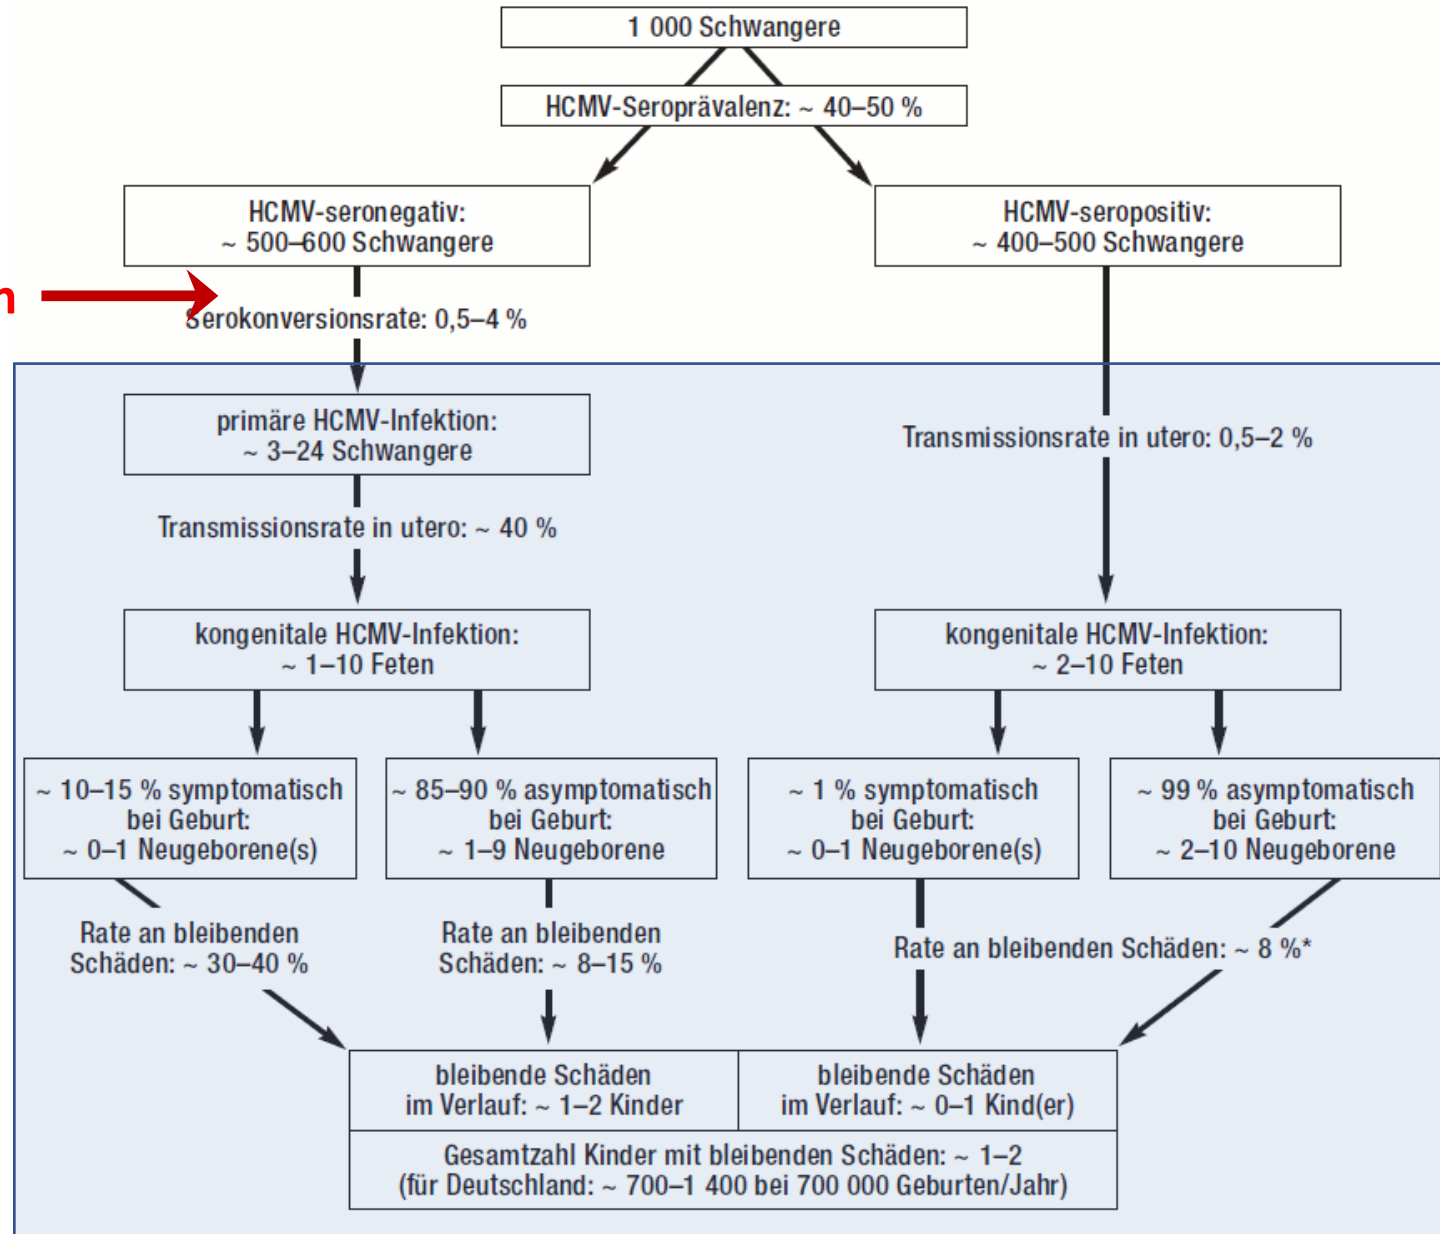 1 000 Schwangere
HCMV-Seroprävalenz: ~ 40–50 %
HCMV-seronegativ:
~ 500–600 Schwangere
HCMV-seropositiv:
~ 400–500 Schwangere
n
Serokonversionsrate: 0,5–4 %
primäre HCMV-Infektion:
~ 3–24 Schwangere
Transmissionsrate in utero: 0,5–2 %
Transmissionsrate in utero: ~ 40 %
kongenitale HCMV-Infektion:
~ 1–10 Feten
kongenitale HCMV-Infektion:
~ 2–10 Feten
~ 10–15 % symptomatisch
bei Geburt:
~ 0–1 Neugeborene(s)
~ 85–90 % asymptomatisch
bei Geburt:
~ 1–9 Neugeborene
~ 1 % symptomatisch
bei Geburt:
~ 0–1 Neugeborene(s)
~ 99 % asymptomatisch
bei Geburt:
~ 2–10 Neugeborene
Rate an bleibenden
Schäden: ~ 30–40 %
Rate an bleibenden
Schäden: ~ 8–15 %
Rate an bleibenden Schäden: ~ 8 %*
bleibende Schäden
im Verlauf: ~ 1–2 Kinder
bleibende Schäden
im Verlauf: ~ 0–1 Kind(er)
Gesamtzahl Kinder mit bleibenden Schäden: ~ 1–2
(für Deutschland: ~ 700–1 400 bei 700 000 Geburten/Jahr)